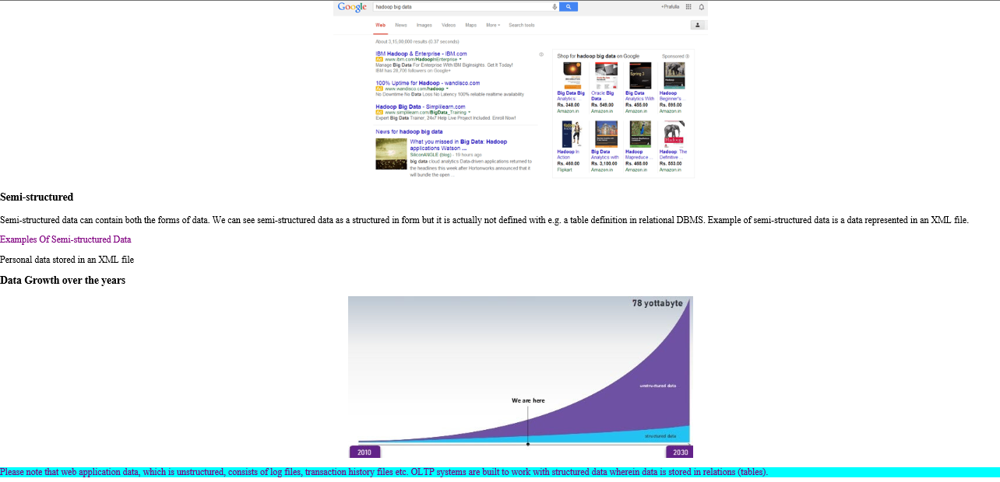 Google hadoop big data +Prafulla
Web News Images Videos Maps More Search tools
About 3,15,00,000 results (0.37 seconds)
IBM Hadoop & Enterprise - IBM.com
Ad www.ibm.com/HadoopInEnterprise
Manage Big Data For Enterprise With IBM BigInsights. Get It Today!
IBM has 28,706 followers on Google+
100% Uptime for Hadoop - wandisco.com
Ad www.wandisco.com/hadoop
No Downtime No Data Loss No Latency 100% reliable realtime availability
Hadoop Big Data - Simplilearn.com
Ad www.simplilearn.com/BigData_Training
Expert Big Data Trainer, 24x7 Help Live Project Included. Enroll Now!
News for hadoop big data
What you missed in Big Data: Hadoop
applications Watson ...
SiliconANGLE (blog) - 19 hours ago
big data cloud analytics Data-driven applications returned to
the headlines this week after Hortonworks announced that it
will bundle the open ...
Shop for hadoop big data on Google Sponsored
Big Data Big Oracle Big Big Data Hadoop
Analytics ... Data ... Analytics With Beginner's ...
Rs. 348.00 Rs. 549.00 Rs. 455.00 Rs. 595.00
Amazon.in Amazon.in Amazon.in Amazon.in
Hadoop In Big Data Hadoop Hadoop: The
Action Analytics with Mapreduce ... Definitive ...
Rs. 460.00 Rs. 3,100.00 Rs. 468.00 Rs. 553.00
Flipkart Amazon.in Amazon.in Amazon.in
Semi-structured
Semi-structured data can contain both the forms of data. We can see semi-structured data as a structured in form but it is actually not defined with e.g. a table definition in relational DBMS. Example of semi-structured data is a data represented in an XML file.
Examples Of Semi-structured Data
Personal data stored in an XML file
Data Growth over the years
78 yottabyte
unstructured data
We are here
structured data
2010 2030
Please note that web application data, which is unstructured, consists of log files, transaction history files etc. OLTP systems are built to work with structured data wherein data is stored in relations (tables).